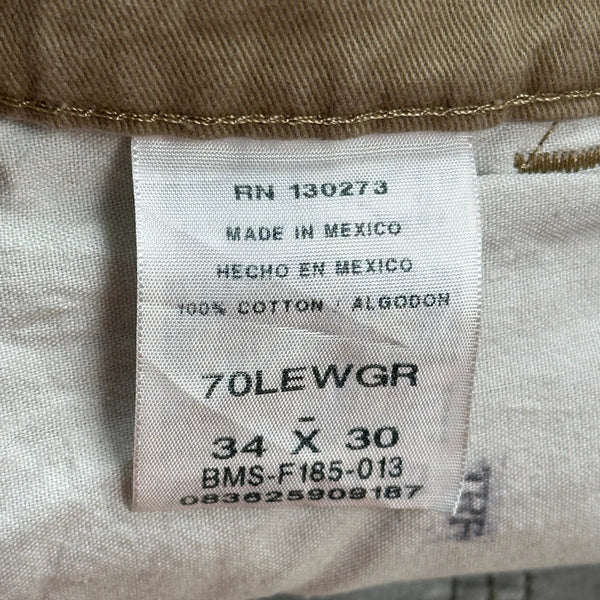 RN 130273
MADE IN MEXICO
HECHO EN MEXICO
100% COTTON / ALGODON
70LEWGR
34 X 30
BMS-F185-013
083625909187